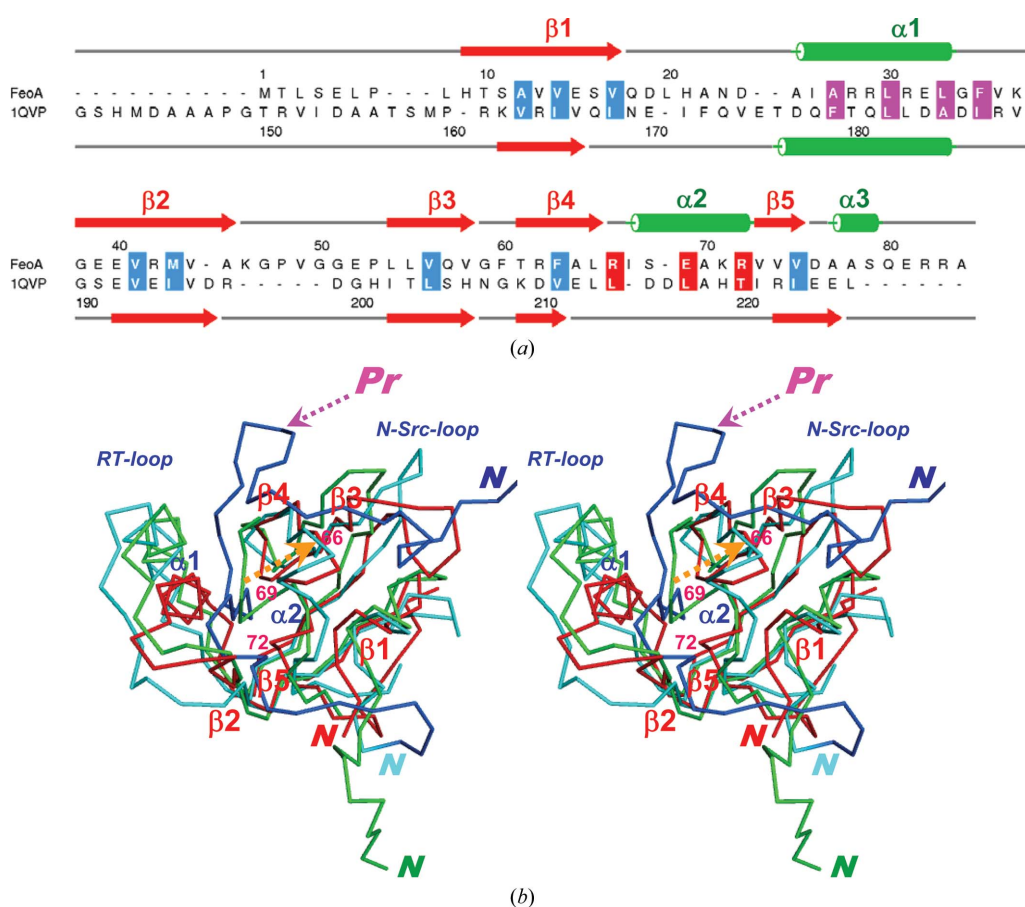 β1 α1
1 10 20 30
FeoA - - - - - - - - - - M T L S E L P - - - L H T S A V V E S V Q D L H A N D - - A I A R R L R E L G F V K
1QVP G S H M D A A A P G T R V I D A A T S M P - R K V R I V Q I N E - I F Q V E T D Q F T Q L L D A D I R V
150 160 170 180
β2 β3 β4 α2 β5 α3
40 50 60 70 80
FeoA G E E V R M V - A K G P V G G E P L L V Q V G F T R F A L R I S - E A K R V V V D A A S Q E R R A
1QVP G S E V E I V D R - - - - - D G H I T L S H N G K D V E L L - D D L A H T I R I E E L - - - - - -
190 200 210 220
(a)
Pr Pr
RT-loop N-Src-loop N RT-loop N-Src-loop N
β4 β3 β4 β3
66 66
α1 69 α2 α1 69 α2
72 β1 72 β1
β5 β5
β2 N N β2 N N
N N
(b)